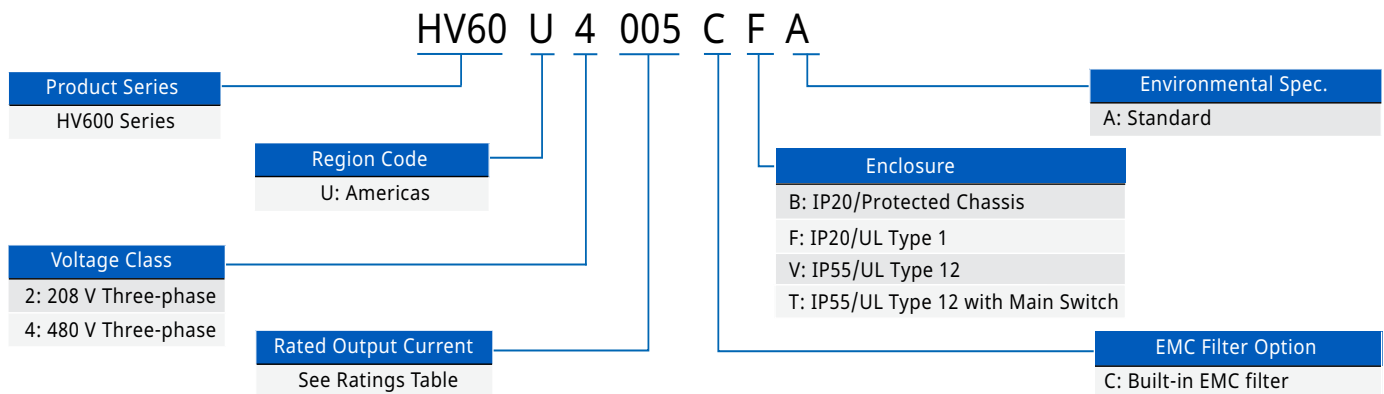 HV60 U 4 005 C F A
Product Series
HV600 Series
Region Code
U: Americas
Voltage Class
2: 208 V Three-phase
4: 480 V Three-phase
Rated Output Current
See Ratings Table
Environmental Spec.
A: Standard
Enclosure
B: IP20/Protected Chassis
F: IP20/UL Type 1
V: IP55/UL Type 12
T: IP55/UL Type 12 with Main Switch
EMC Filter Option
C: Built-in EMC filter